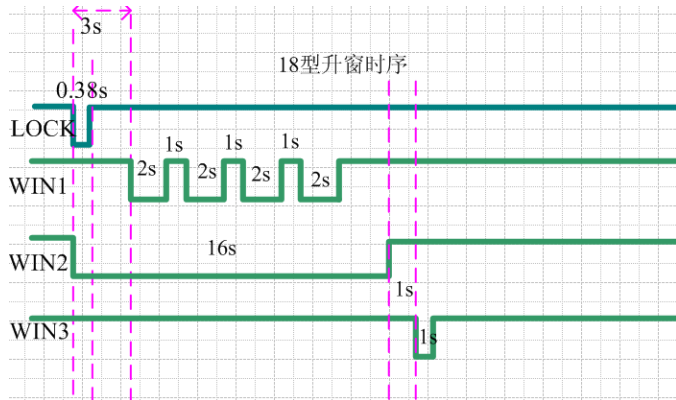 3s
18型升窗时序
0.38s
LOCK
1s 1s 1s
2s 2s 2s 2s
WIN1
16s
WIN2
1s
WIN3
1s